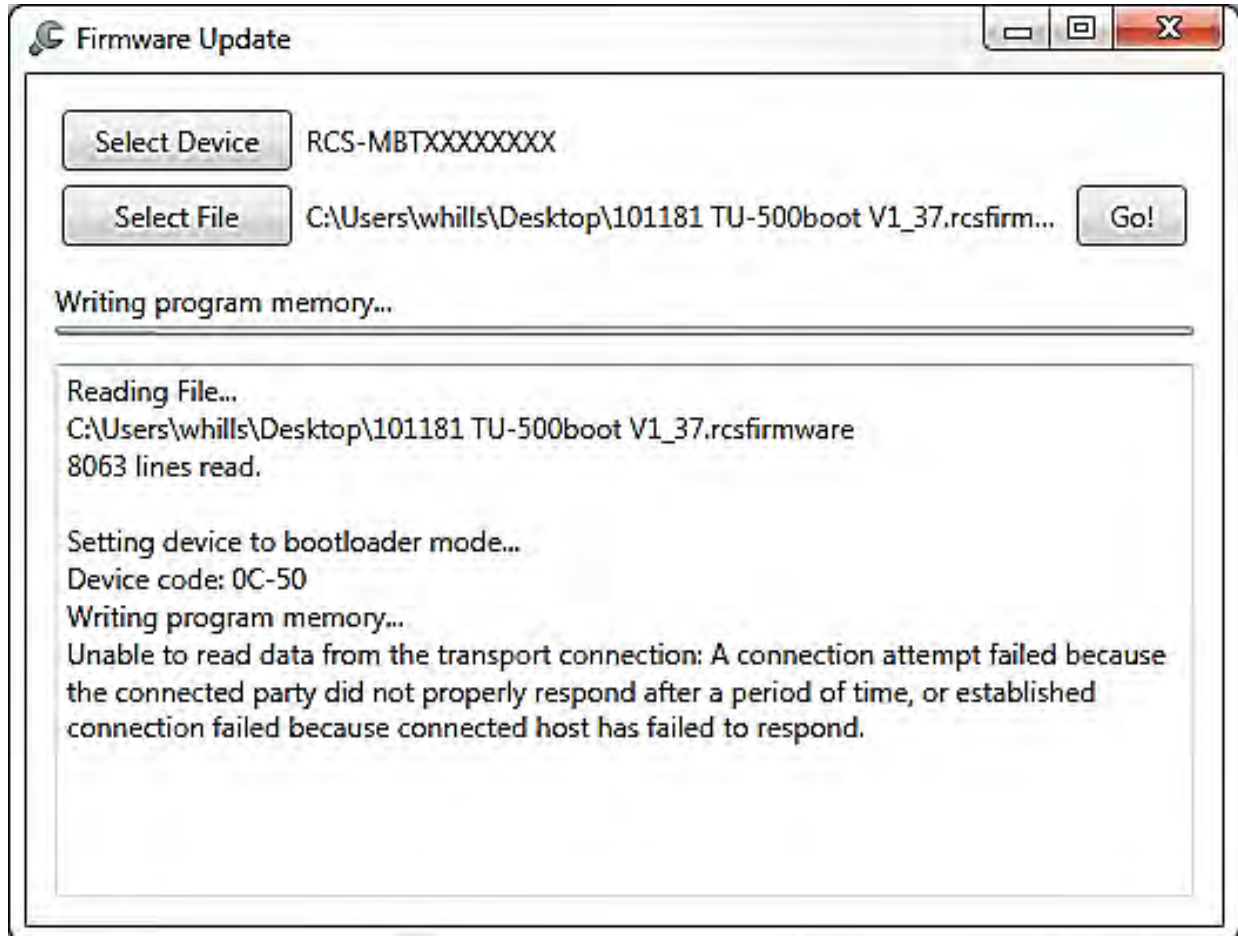 Firmware Update
Select Device RCS-MBTXXXXXXXX
Select File C:\Users\whills\Desktop\101181 TU-500boot V1_37.rcsfirm... Go!
Writing program memory...
Reading File...
C:\Users\whills\Desktop\101181 TU-500boot V1_37.rcsfirmware
8063 lines read.
Setting device to bootloader mode...
Device code: 0C-50
Writing program memory...
Unable to read data from the transport connection: A connection attempt failed because
the connected party did not properly respond after a period of time, or established
connection failed because connected host has failed to respond.